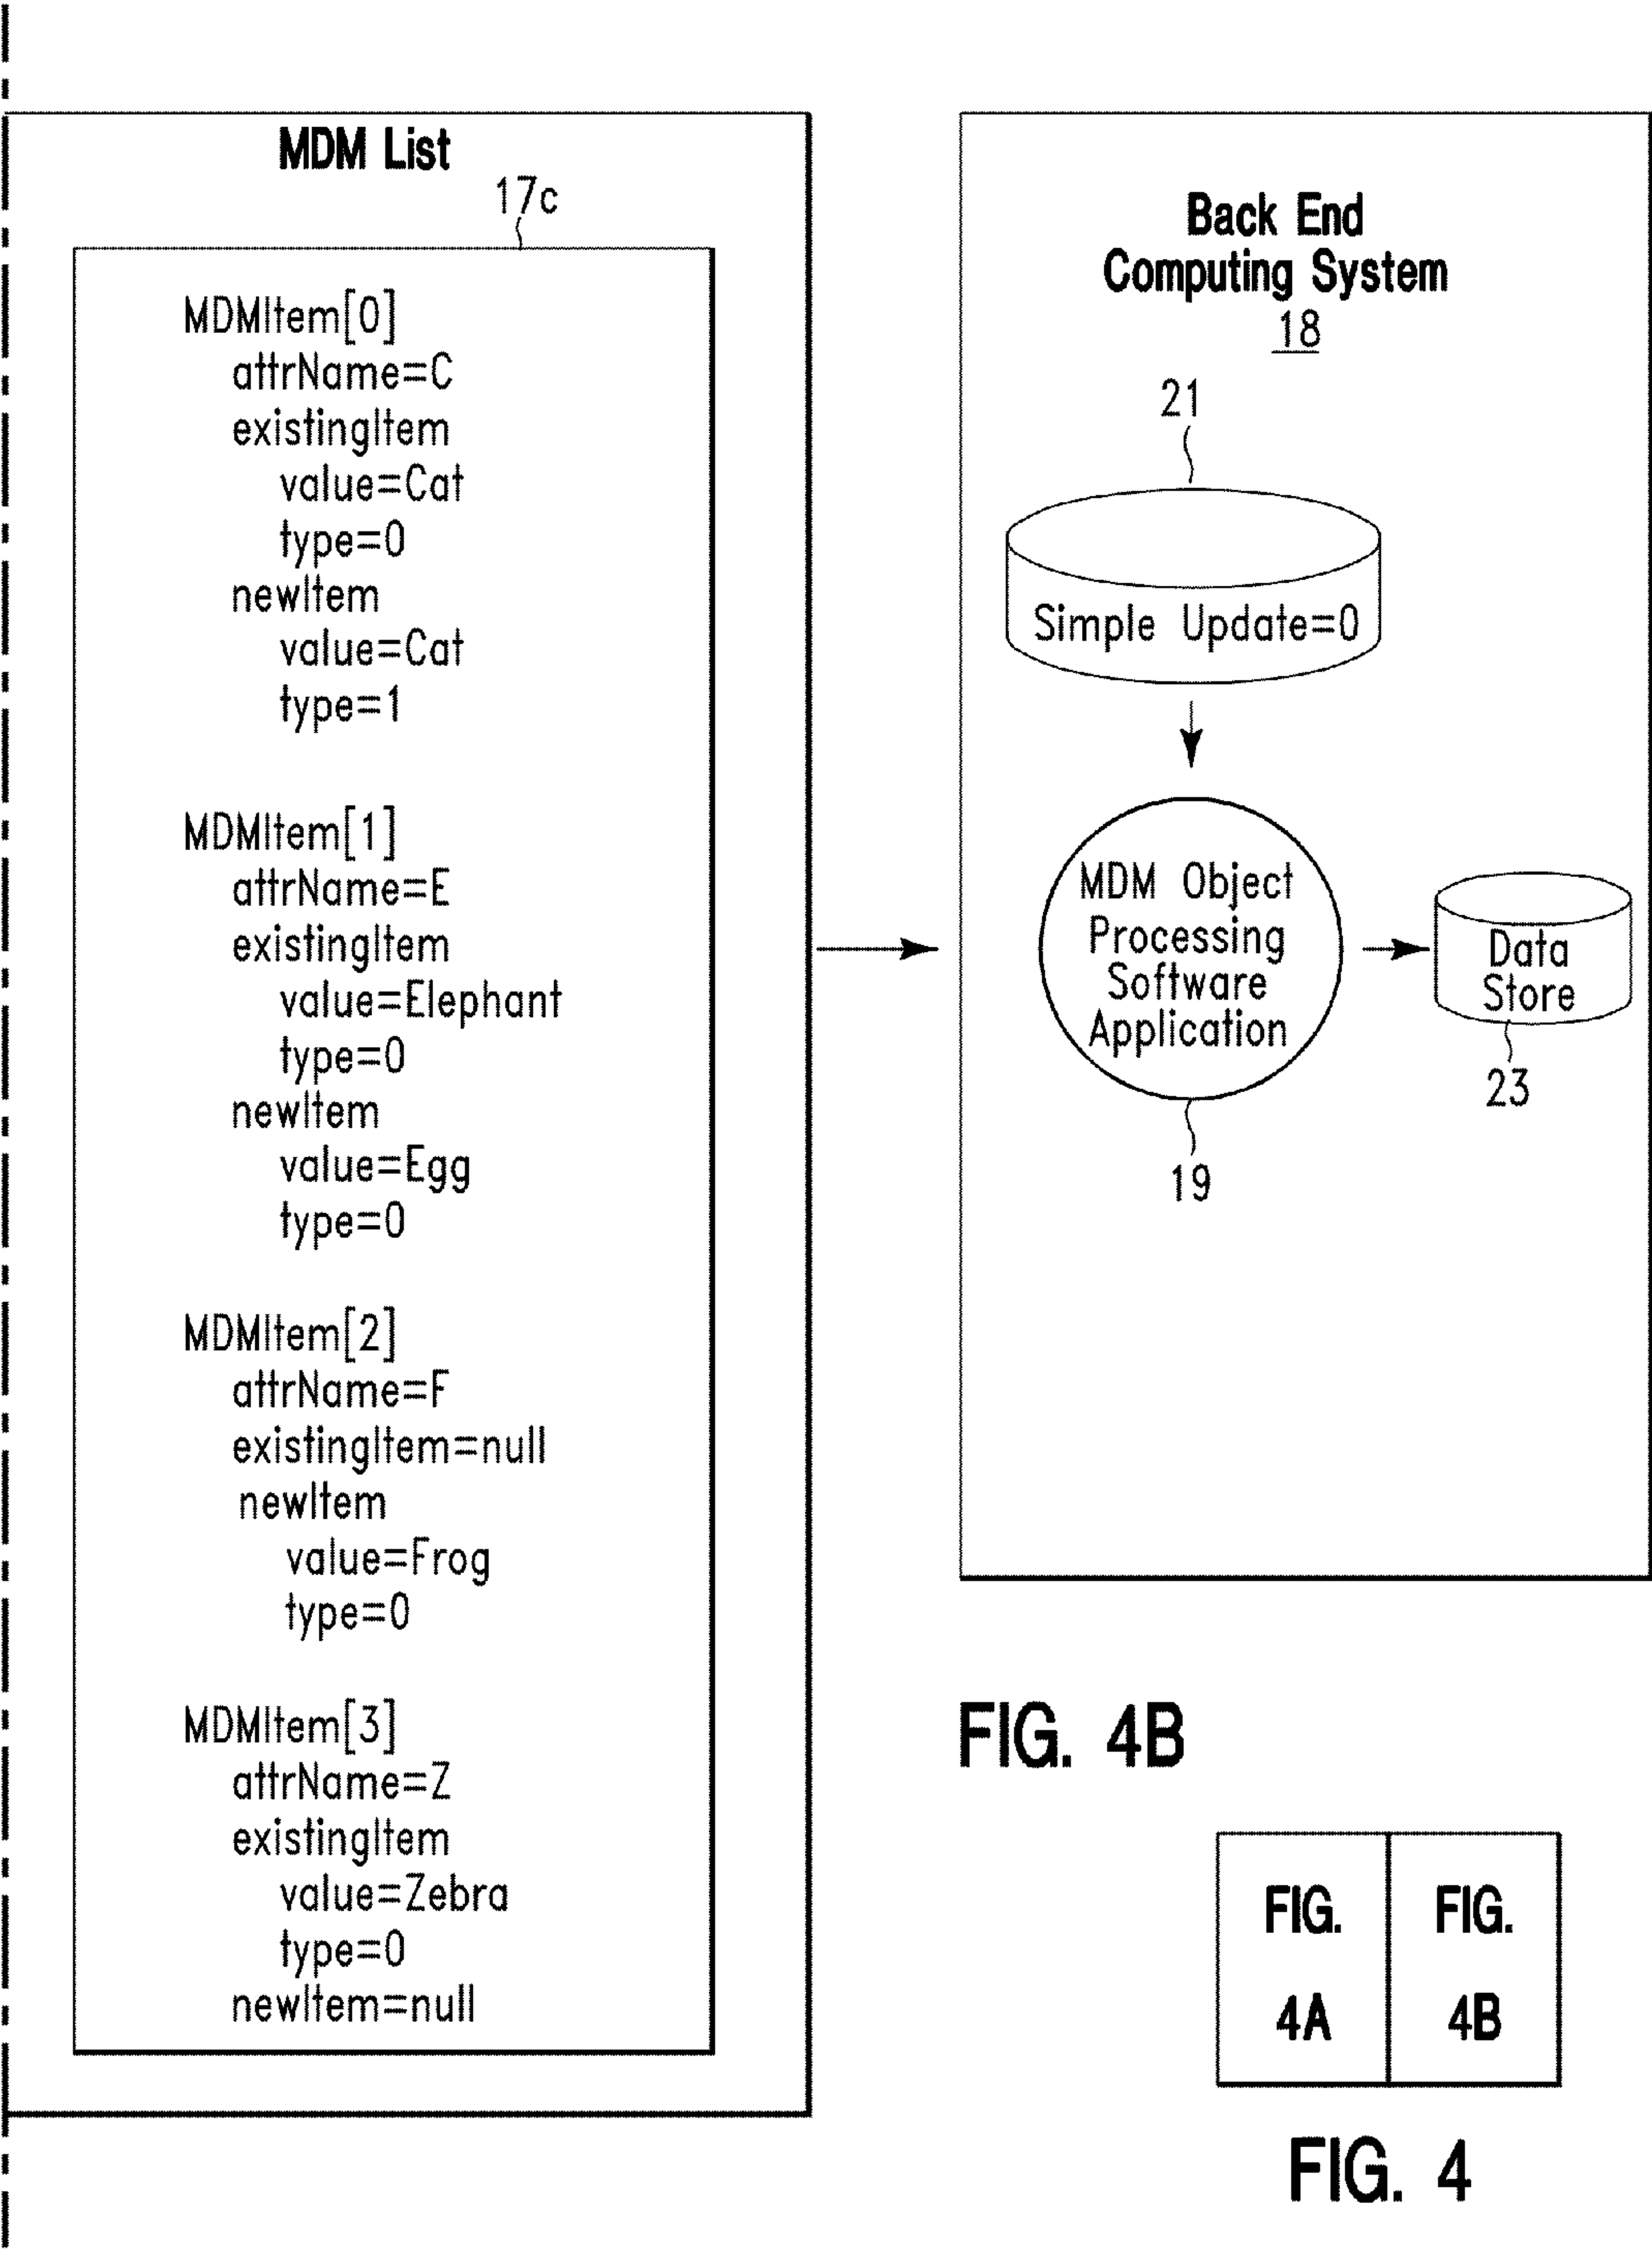 MDM List
17c
MDMItem[0]
attrName=C
existingItem
value=Cat
type=0
newItem
value=Cat
type=1
MDMItem[1]
attrName=E
existingItem
value=Elephant
type=0
newItem
value=Egg
type=0
MDMItem[2]
attrName=F
existingItem=null
newItem
value=Frog
type=0
MDMItem[3]
attrName=Z
existingItem
value=Zebra
type=0
newItem=null
Back End
Computing System
18
21
Simple Update=0
MDM Object
Processing
Software
Application
19
Data
Store
23
FIG. 4B
FIG.
4A
FIG.
4B
FIG. 4